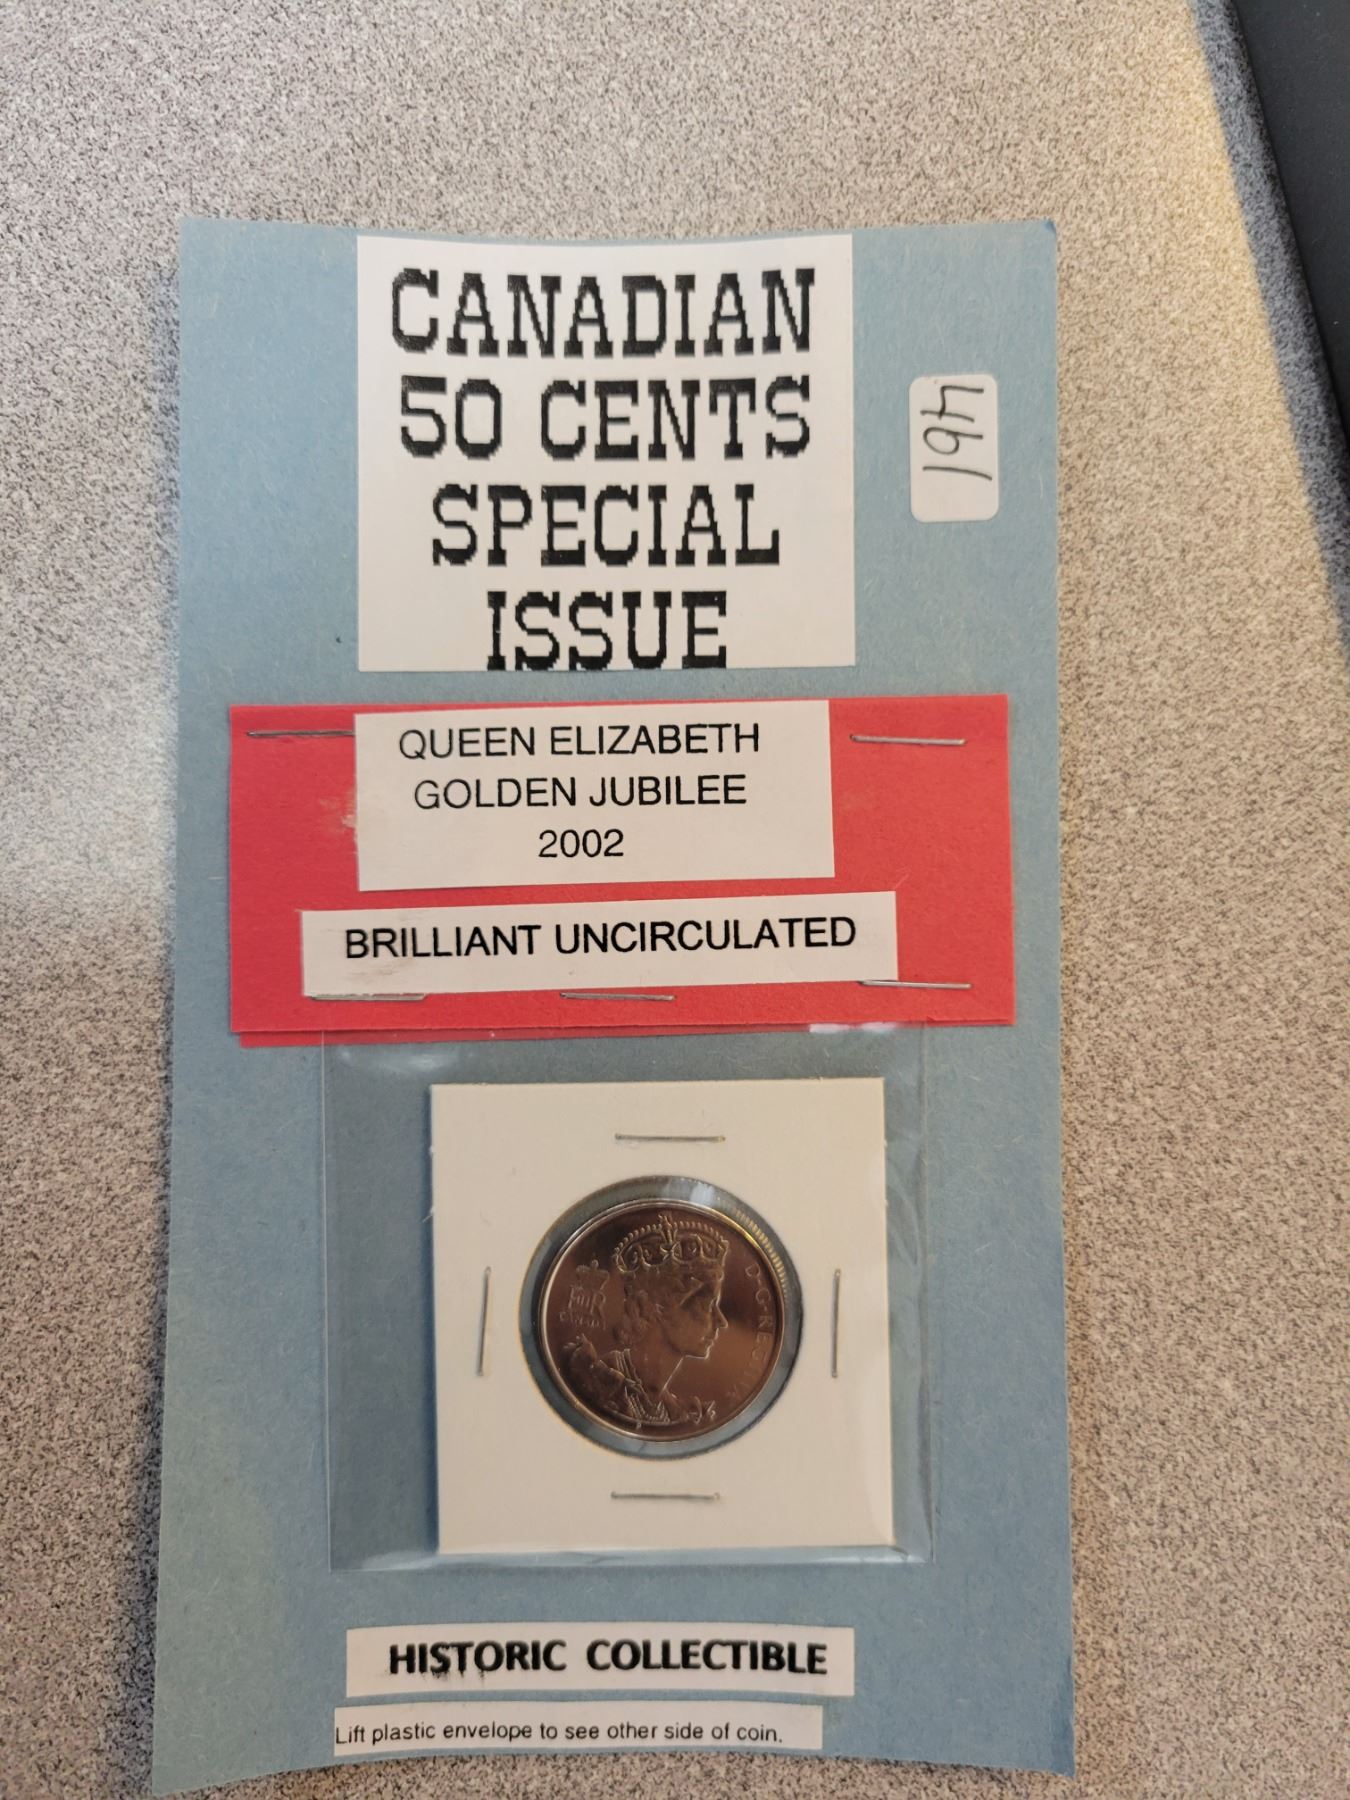 CANADIAN
50 CENTS
SPECIAL
ISSUE
QUEEN ELIZABETH
GOLDEN JUBILEE
2002
BRILLIANT UNCIRCULATED
CANADA
D·G·REGINA
HISTORIC COLLECTIBLE
Lift plastic envelope to see other side of coin.